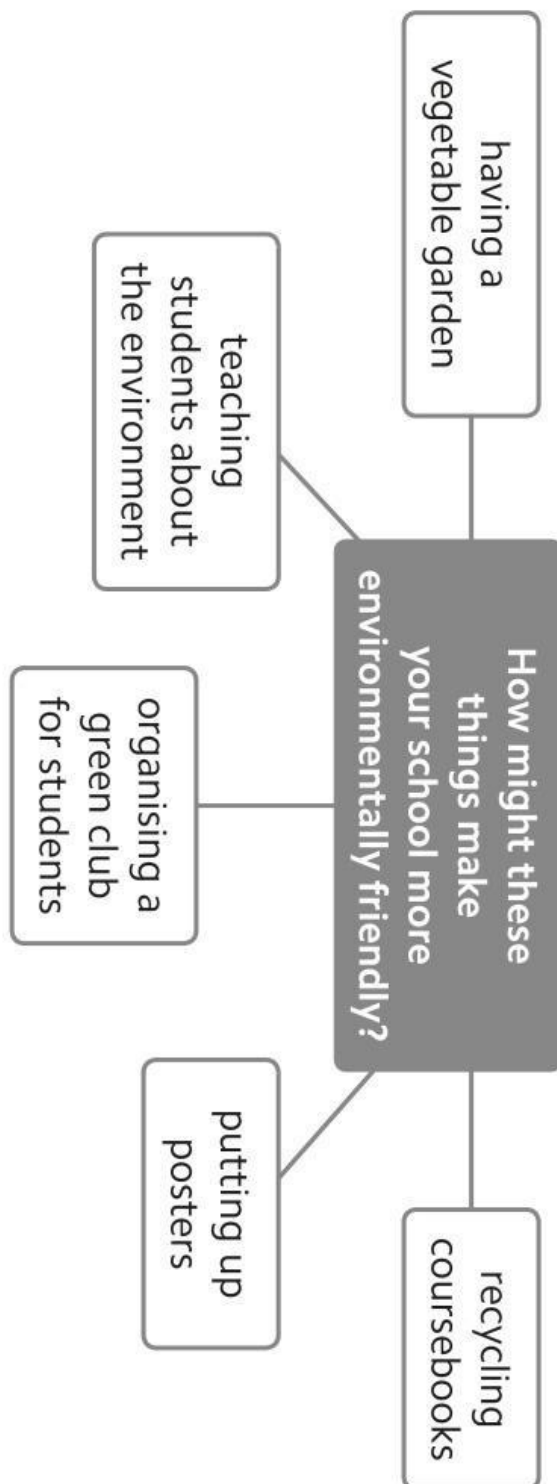 How might these
things make
your school more
environmentally friendly?
having a
vegetable garden
teaching
students about
the environment
organising a
green club
for students
putting up
posters
recycling
coursebooks